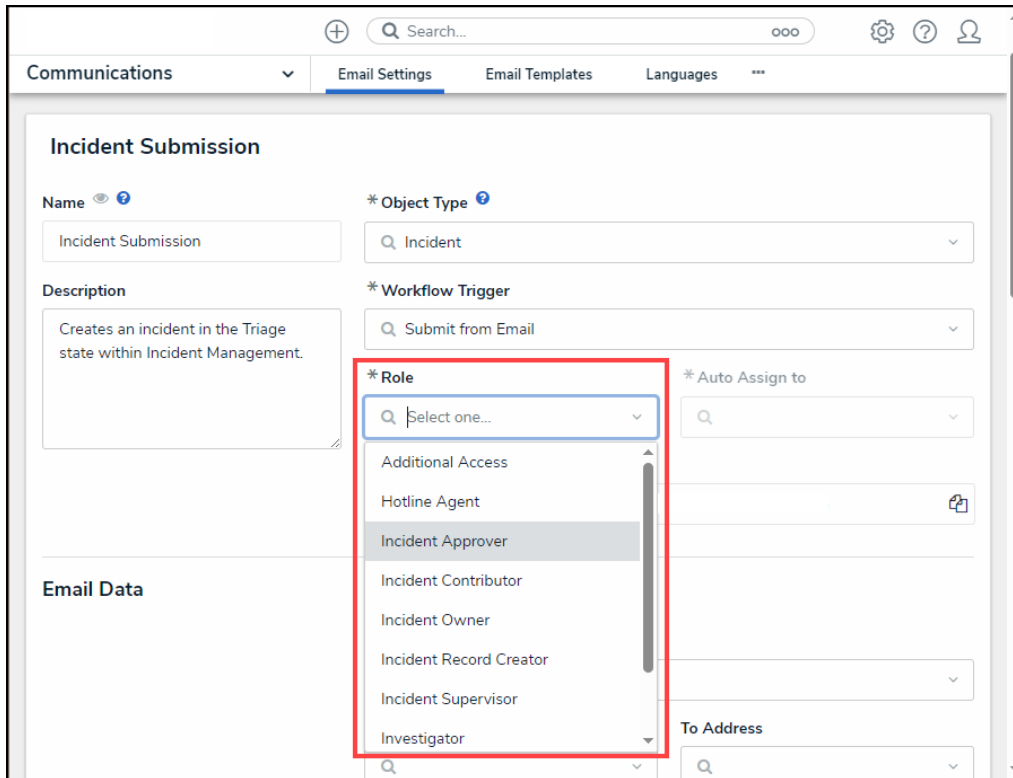 Search...
Communications
Email Settings
Email Templates
Languages
Incident Submission
Name
* Object Type
Incident Submission
Incident
Description
* Workflow Trigger
Creates an incident in the Triage
state within Incident Management.
Submit from Email
* Role
* Auto Assign to
Select one...
Additional Access
Hotline Agent
Incident Approver
Incident Contributor
Incident Owner
Incident Record Creator
Incident Supervisor
Investigator
Email Data
To Address